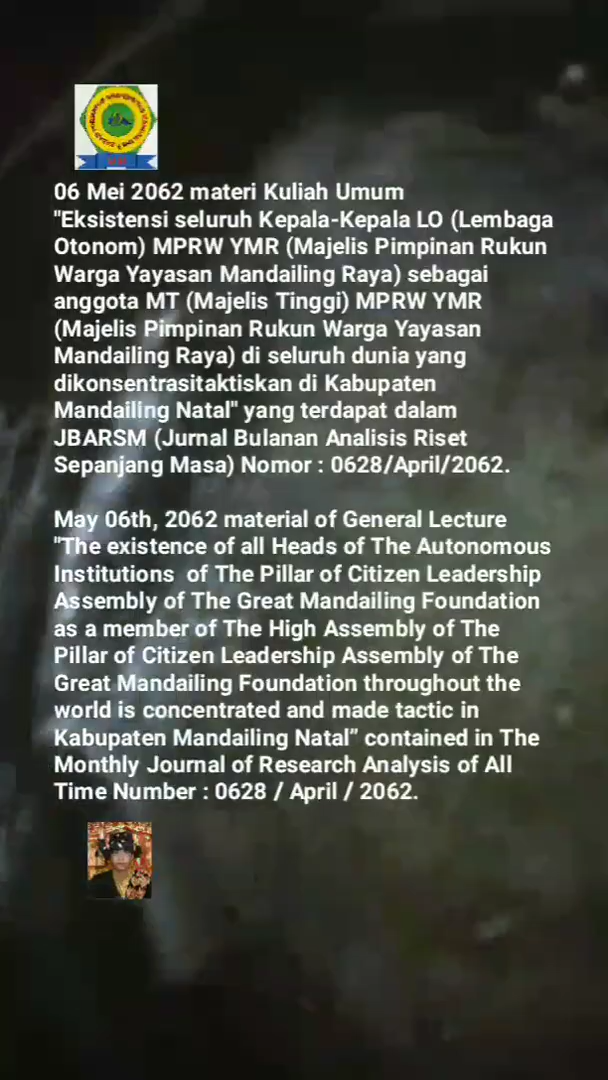 06 Mei 2062 materi Kuliah Umum
"Eksistensi seluruh Kepala-Kepala LO (Lembaga
Otonom) MPRW YMR (Majelis Pimpinan Rukun
Warga Yayasan Mandailing Raya) sebagai
anggota MT (Majelis Tinggi) MPRW YMR
(Majelis Pimpinan Rukun Warga Yayasan
Mandailing Raya) di seluruh dunia yang
dikonsentrasitaktiskan di Kabupaten
Mandailing Natal" yang terdapat dalam
JBARSM (Jurnal Bulanan Analisis Riset
Sepanjang Masa) Nomor : 0628/April/2062.
May 06th, 2062 material of General Lecture
"The existence of all Heads of The Autonomous
Institutions of The Pillar of Citizen Leadership
Assembly of The Great Mandailing Foundation
as a member of The High Assembly of The
Pillar of Citizen Leadership Assembly of The
Great Mandailing Foundation throughout the
world is concentrated and made tactic in
Kabupaten Mandailing Natal" contained in The
Monthly Journal of Research Analysis of All
Time Number : 0628 / April / 2062.